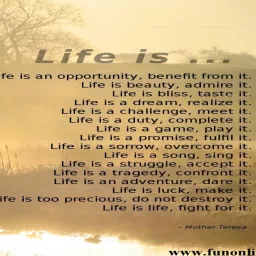 Life is ...
fe is an opportunity, benefit from it.
Life is beauty, admire it.
Life is bliss, taste it.
Life is a dream, realize it.
Life is a challenge, meet it.
Life is a duty, complete it.
Life is a game, play it.
Life is a promise, fulfil it.
Life is a sorrow, overcome it.
Life is a song, sing it.
Life is a struggle, accept it.
Life is a tragedy, confront it.
Life is an adventure, dare it.
Life is luck, make it.
fe is too precious, do not destroy it.
Life is life, fight for it.
- Mother Teresa
www.funonli